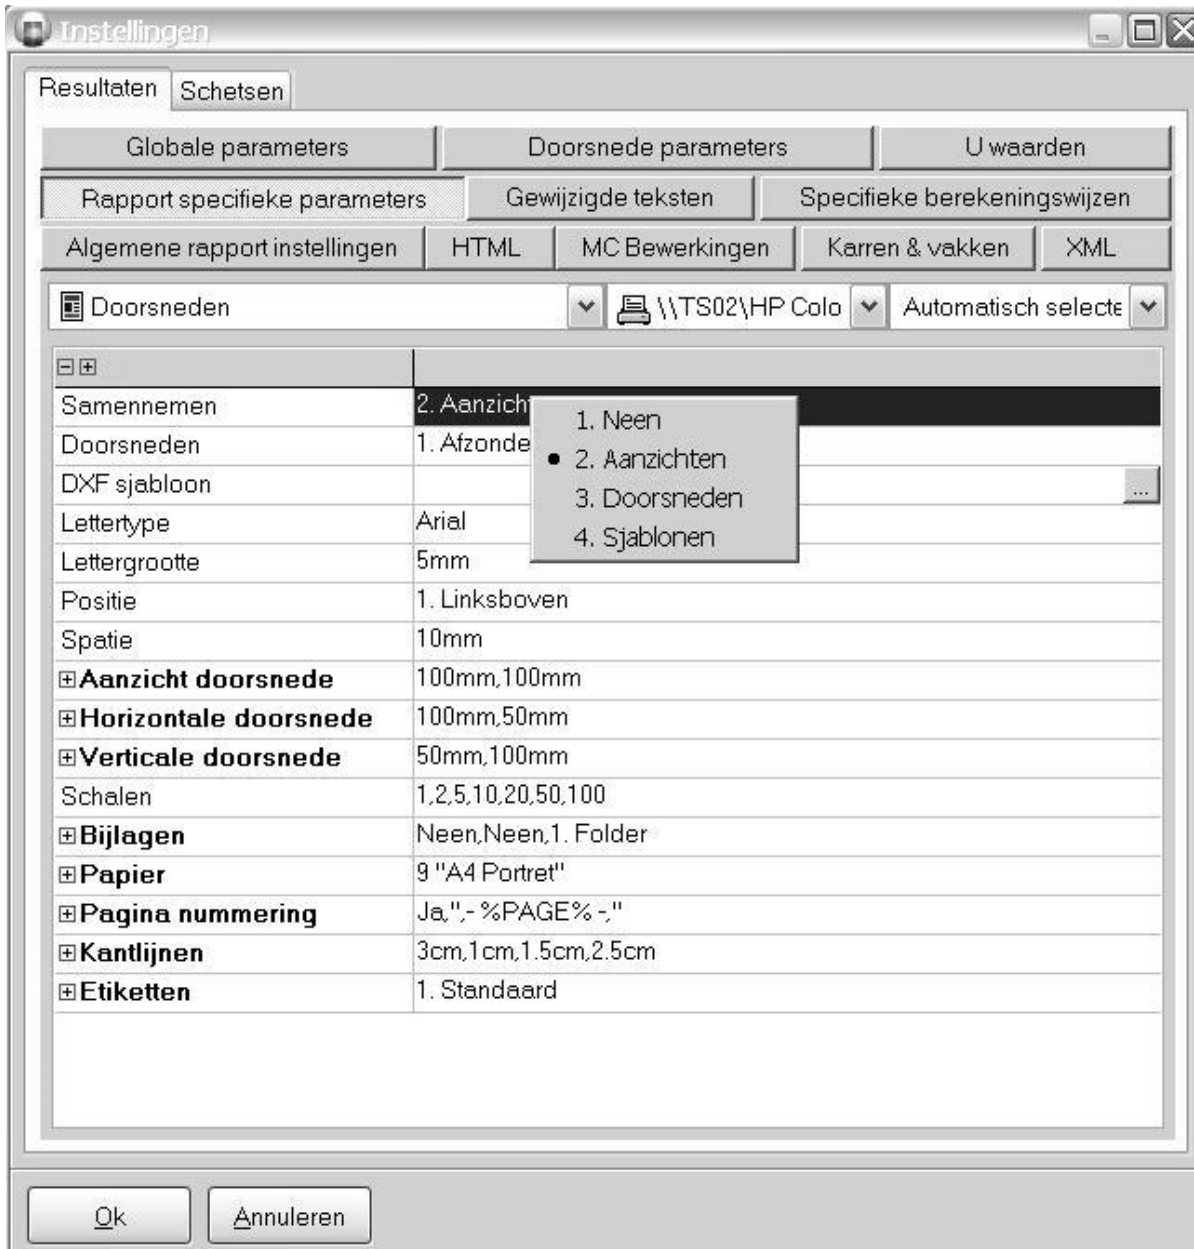 Instellingen
Resultaten Schetsen
Globale parameters Doorsnede parameters U waarden
Rapport specifieke parameters Gewijzigde teksten Specifieke berekeningswijzen
Algemene rapport instellingen HTML MC Bewerkingen Karren & vakken XML
Doorsneden \\TS02\HP Colo Automatisch selecte
Samennemen 2. Aanzicht
1. Neen
Doorsneden 1. Afzonde
2. Aanzichten
DXF sjabloon ...
3. Doorsneden
Lettertype Arial
4. Sjablonen
Lettergrootte 5mm
Positie 1. Linksboven
Spatie 10mm
Aanzicht doorsnede 100mm,100mm
Horizontale doorsnede 100mm,50mm
Verticale doorsnede 50mm,100mm
Schalen 1,2,5,10,20,50,100
Bijlagen Neen,Neen,1. Folder
Papier 9 "A4 Portret"
Pagina nummering Ja,",- %PAGE% -,"
Kantlijnen 3cm,1cm,1.5cm,2.5cm
Etiketten 1. Standaard
Ok Annuleren